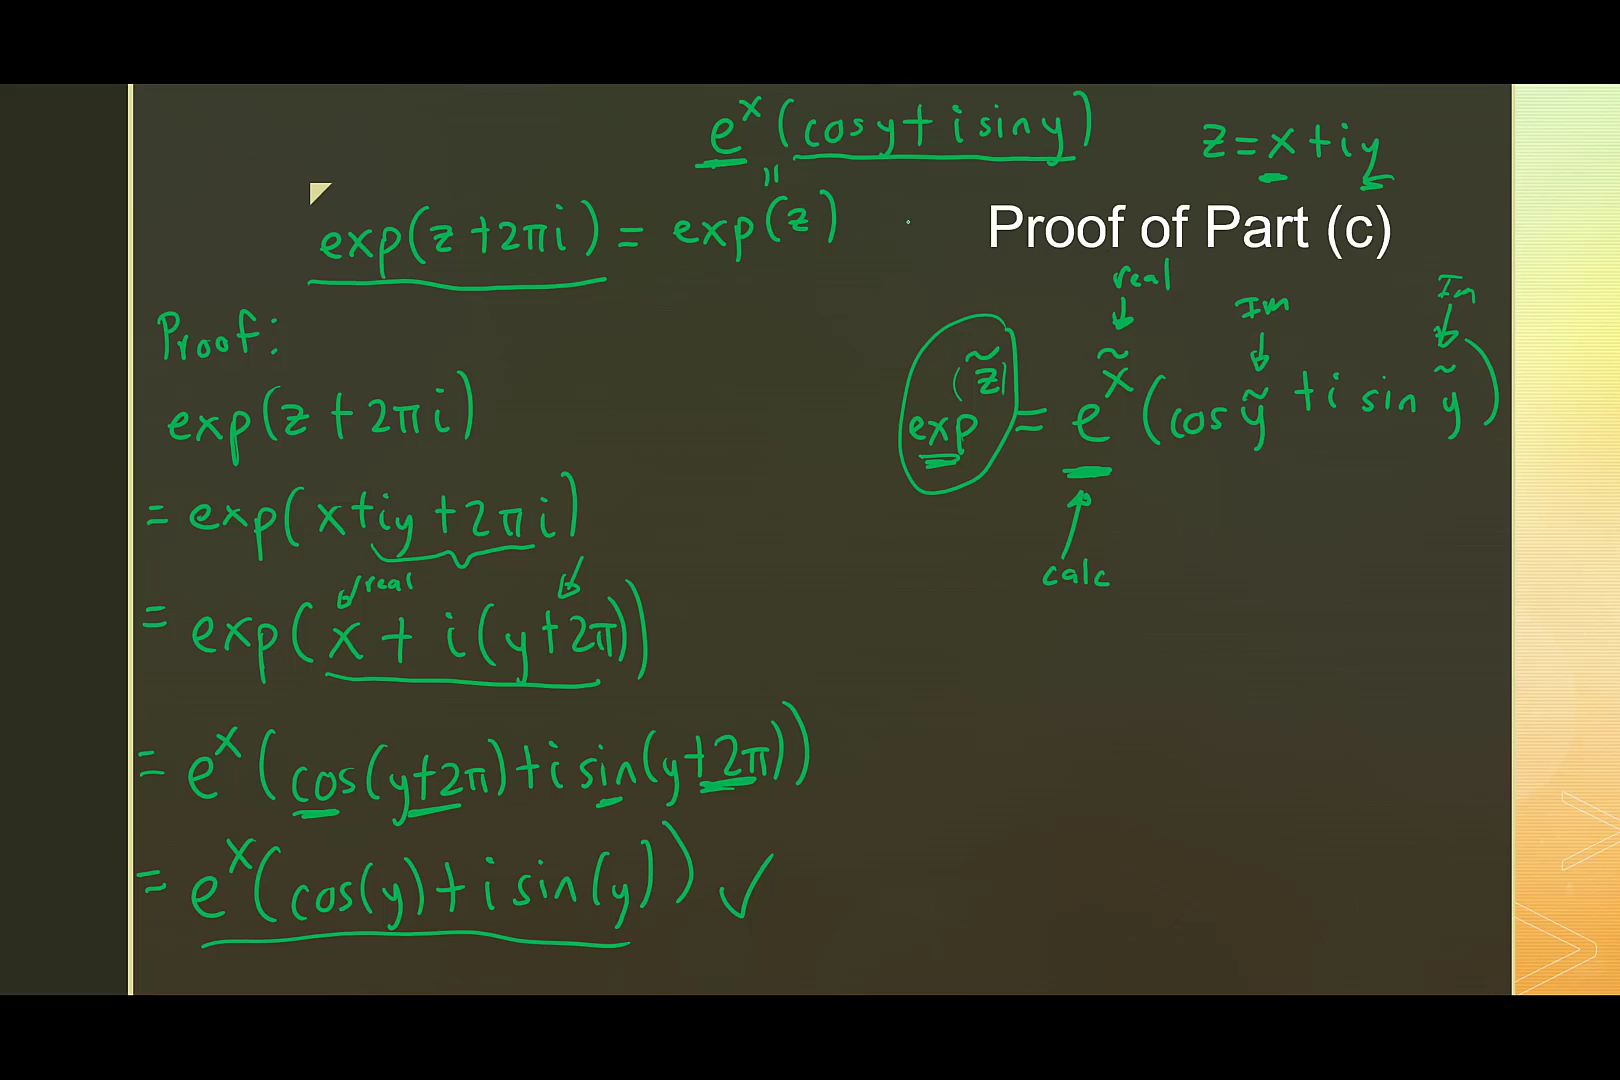 e^x (cos y + i sin y)
z = x + iy
=
exp(z + 2πi) = exp(z)
Proof of Part (c)
real
Im
Im
Proof:
exp(z̃) = e^x̃ (cos ỹ + i sin ỹ)
exp(z + 2πi)
= exp(x + iy + 2πi)
calc
real
= exp(x + i(y + 2π))
= e^x (cos(y + 2π) + i sin(y + 2π))
= e^x (cos(y) + i sin(y)) ✓